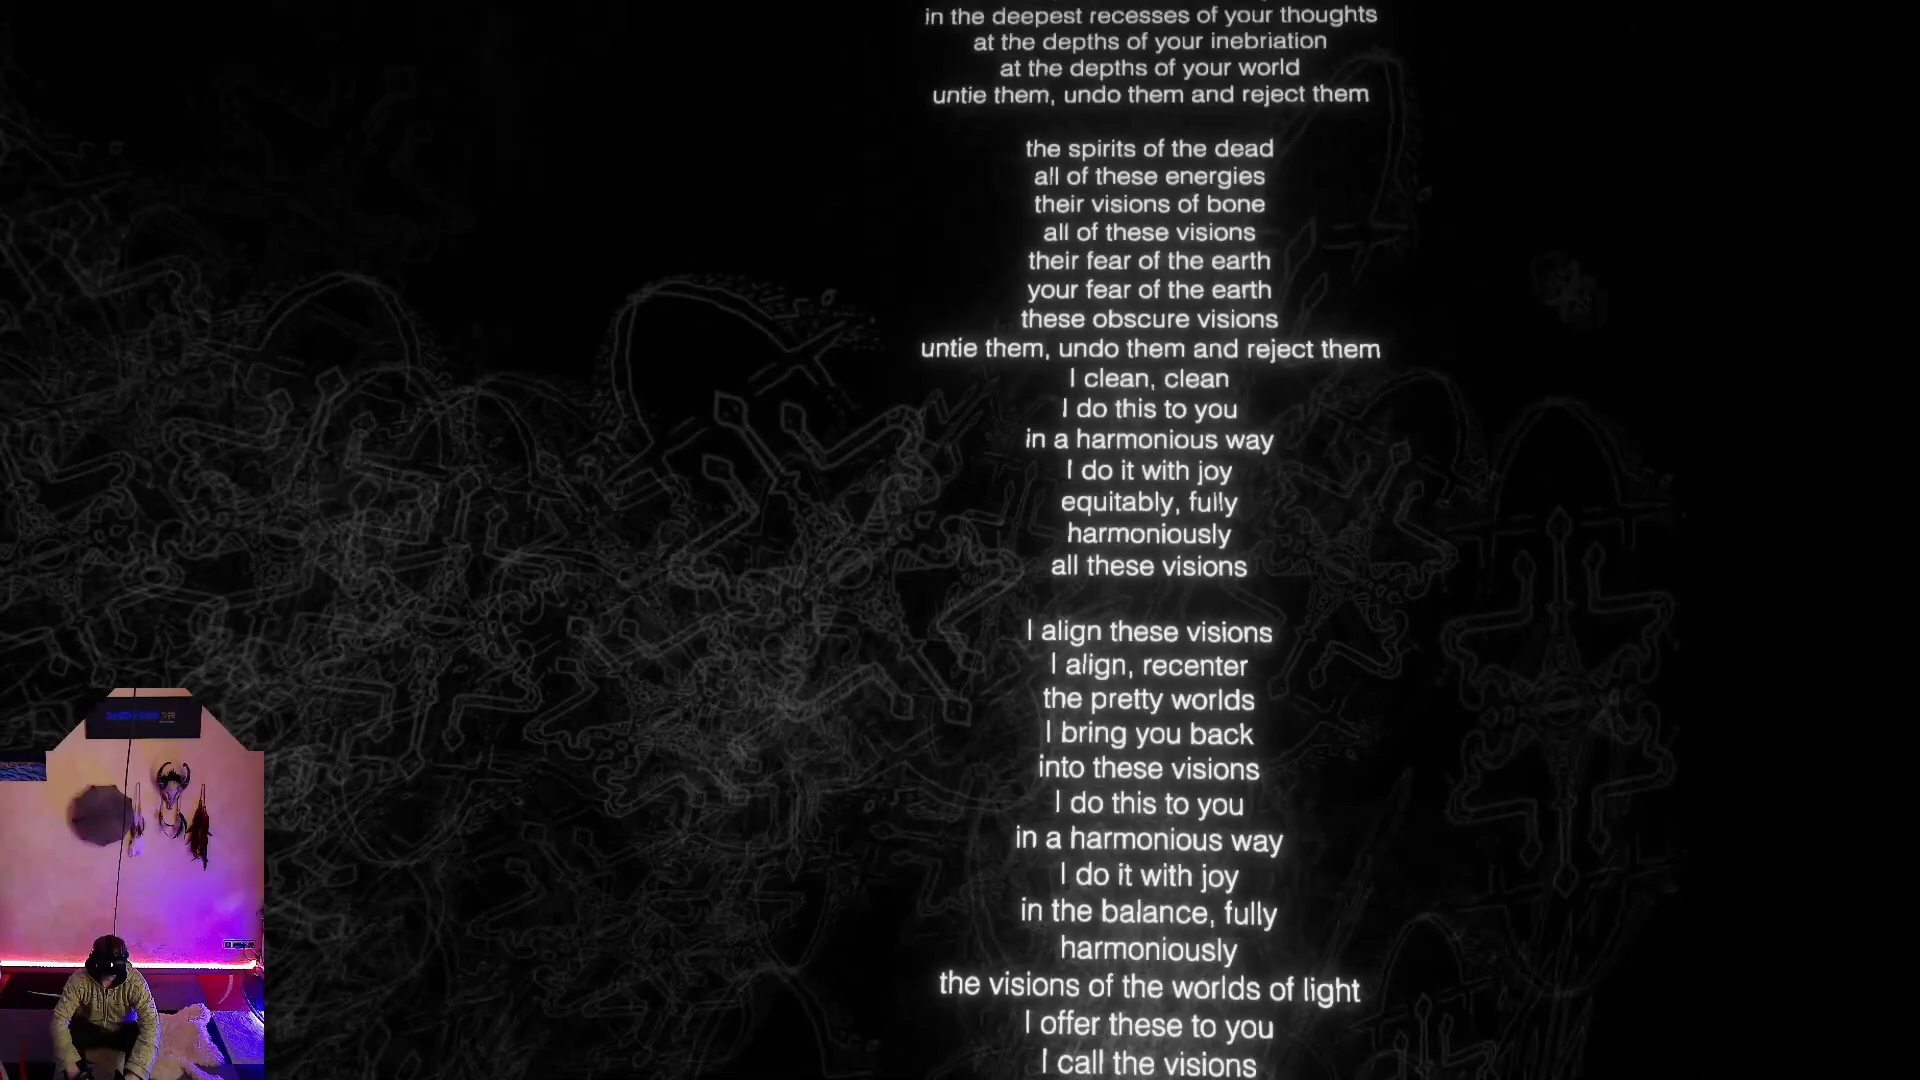 in the deepest recesses of your thoughts
at the depths of your inebriation
at the depths of your world
untie them, undo them and reject them
the spirits of the dead
all of these energies
their visions of bone
all of these visions
their fear of the earth
your fear of the earth
these obscure visions
untie them, undo them and reject them
I clean, clean
I do this to you
in a harmonious way
I do it with joy
equitably, fully
harmoniously
all these visions
I align these visions
I align, recenter
the pretty worlds
I bring you back
into these visions
I do this to you
in a harmonious way
I do it with joy
in the balance, fully
harmoniously
the visions of the worlds of light
I offer these to you
I call the visions